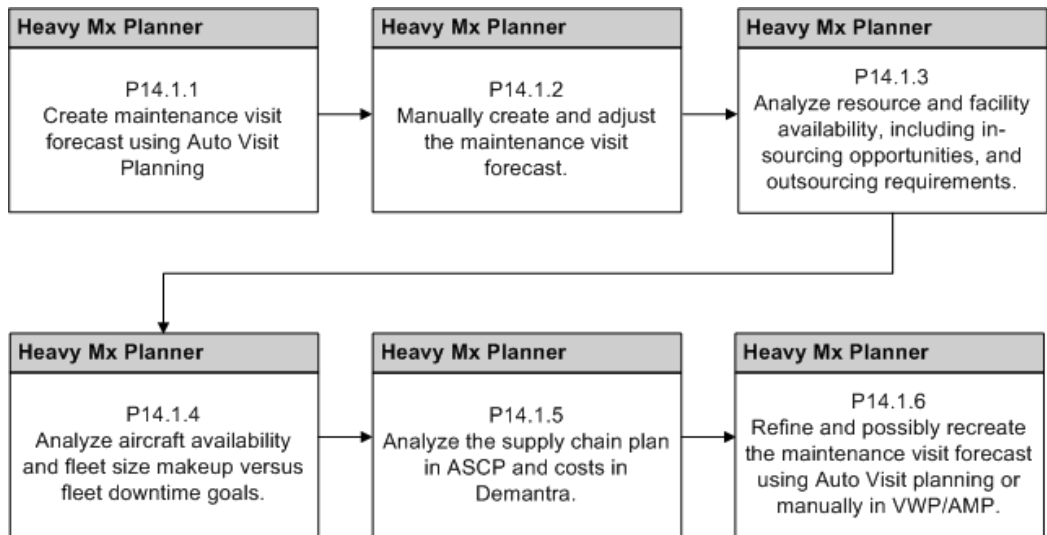 Heavy Mx Planner
P14.1.1
Create maintenance visit
forecast using Auto Visit
Planning
Heavy Mx Planner
P14.1.2
Manually create and adjust
the maintenance visit
forecast.
Heavy Mx Planner
P14.1.3
Analyze resource and facility
availability, including in-
sourcing opportunities, and
outsourcing requirements.
Heavy Mx Planner
P14.1.4
Analyze aircraft availability
and fleet size makeup versus
fleet downtime goals.
Heavy Mx Planner
P14.1.5
Analyze the supply chain plan
in ASCP and costs in
Demantra.
Heavy Mx Planner
P14.1.6
Refine and possibly recreate
the maintenance visit forecast
using Auto Visit planning or
manually in VWP/AMP.